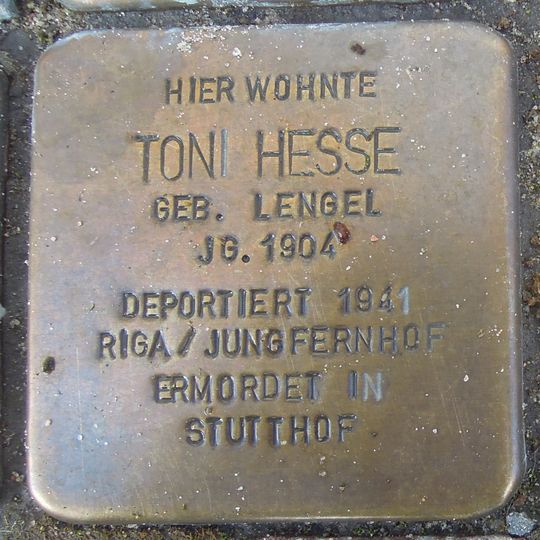 HIER WOHNTE
TONI HESSE
GEB. LENGEL
JG. 1904
DEPORTIERT 1941
RIGA/JUNGFERNHOF
ERMORDET IN
STUTTHOF